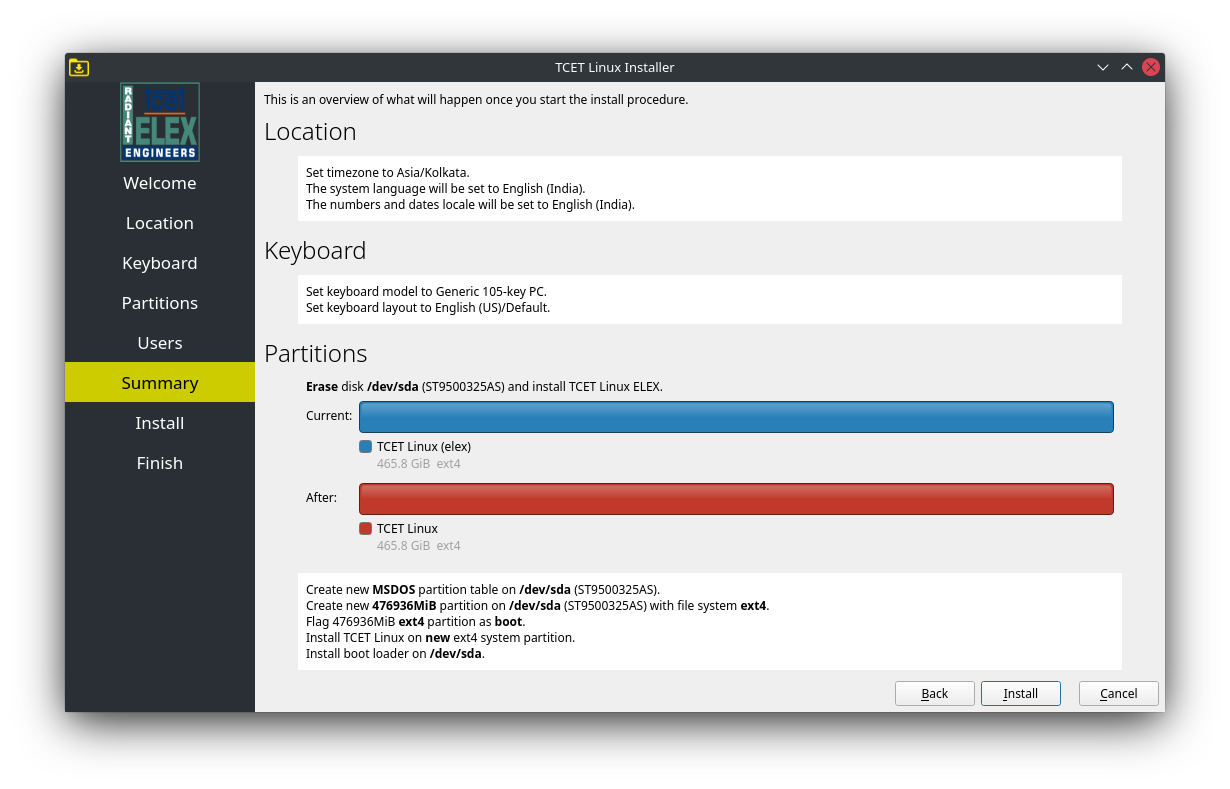 TCET Linux Installer
RADIANT
tcet
ELEX
ENGINEERS
Welcome
Location
Keyboard
Partitions
Users
Summary
Install
Finish
This is an overview of what will happen once you start the install procedure.
Location
Set timezone to Asia/Kolkata.
The system language will be set to English (India).
The numbers and dates locale will be set to English (India).
Keyboard
Set keyboard model to Generic 105-key PC.
Set keyboard layout to English (US)/Default.
Partitions
Erase disk /dev/sda (ST9500325AS) and install TCET Linux ELEX.
Current:
TCET Linux (elex)
465.8 GiB ext4
After:
TCET Linux
465.8 GiB ext4
Create new MSDOS partition table on /dev/sda (ST9500325AS).
Create new 476936MiB partition on /dev/sda (ST9500325AS) with file system ext4.
Flag 476936MiB ext4 partition as boot.
Install TCET Linux on new ext4 system partition.
Install boot loader on /dev/sda.
Back
Install
Cancel